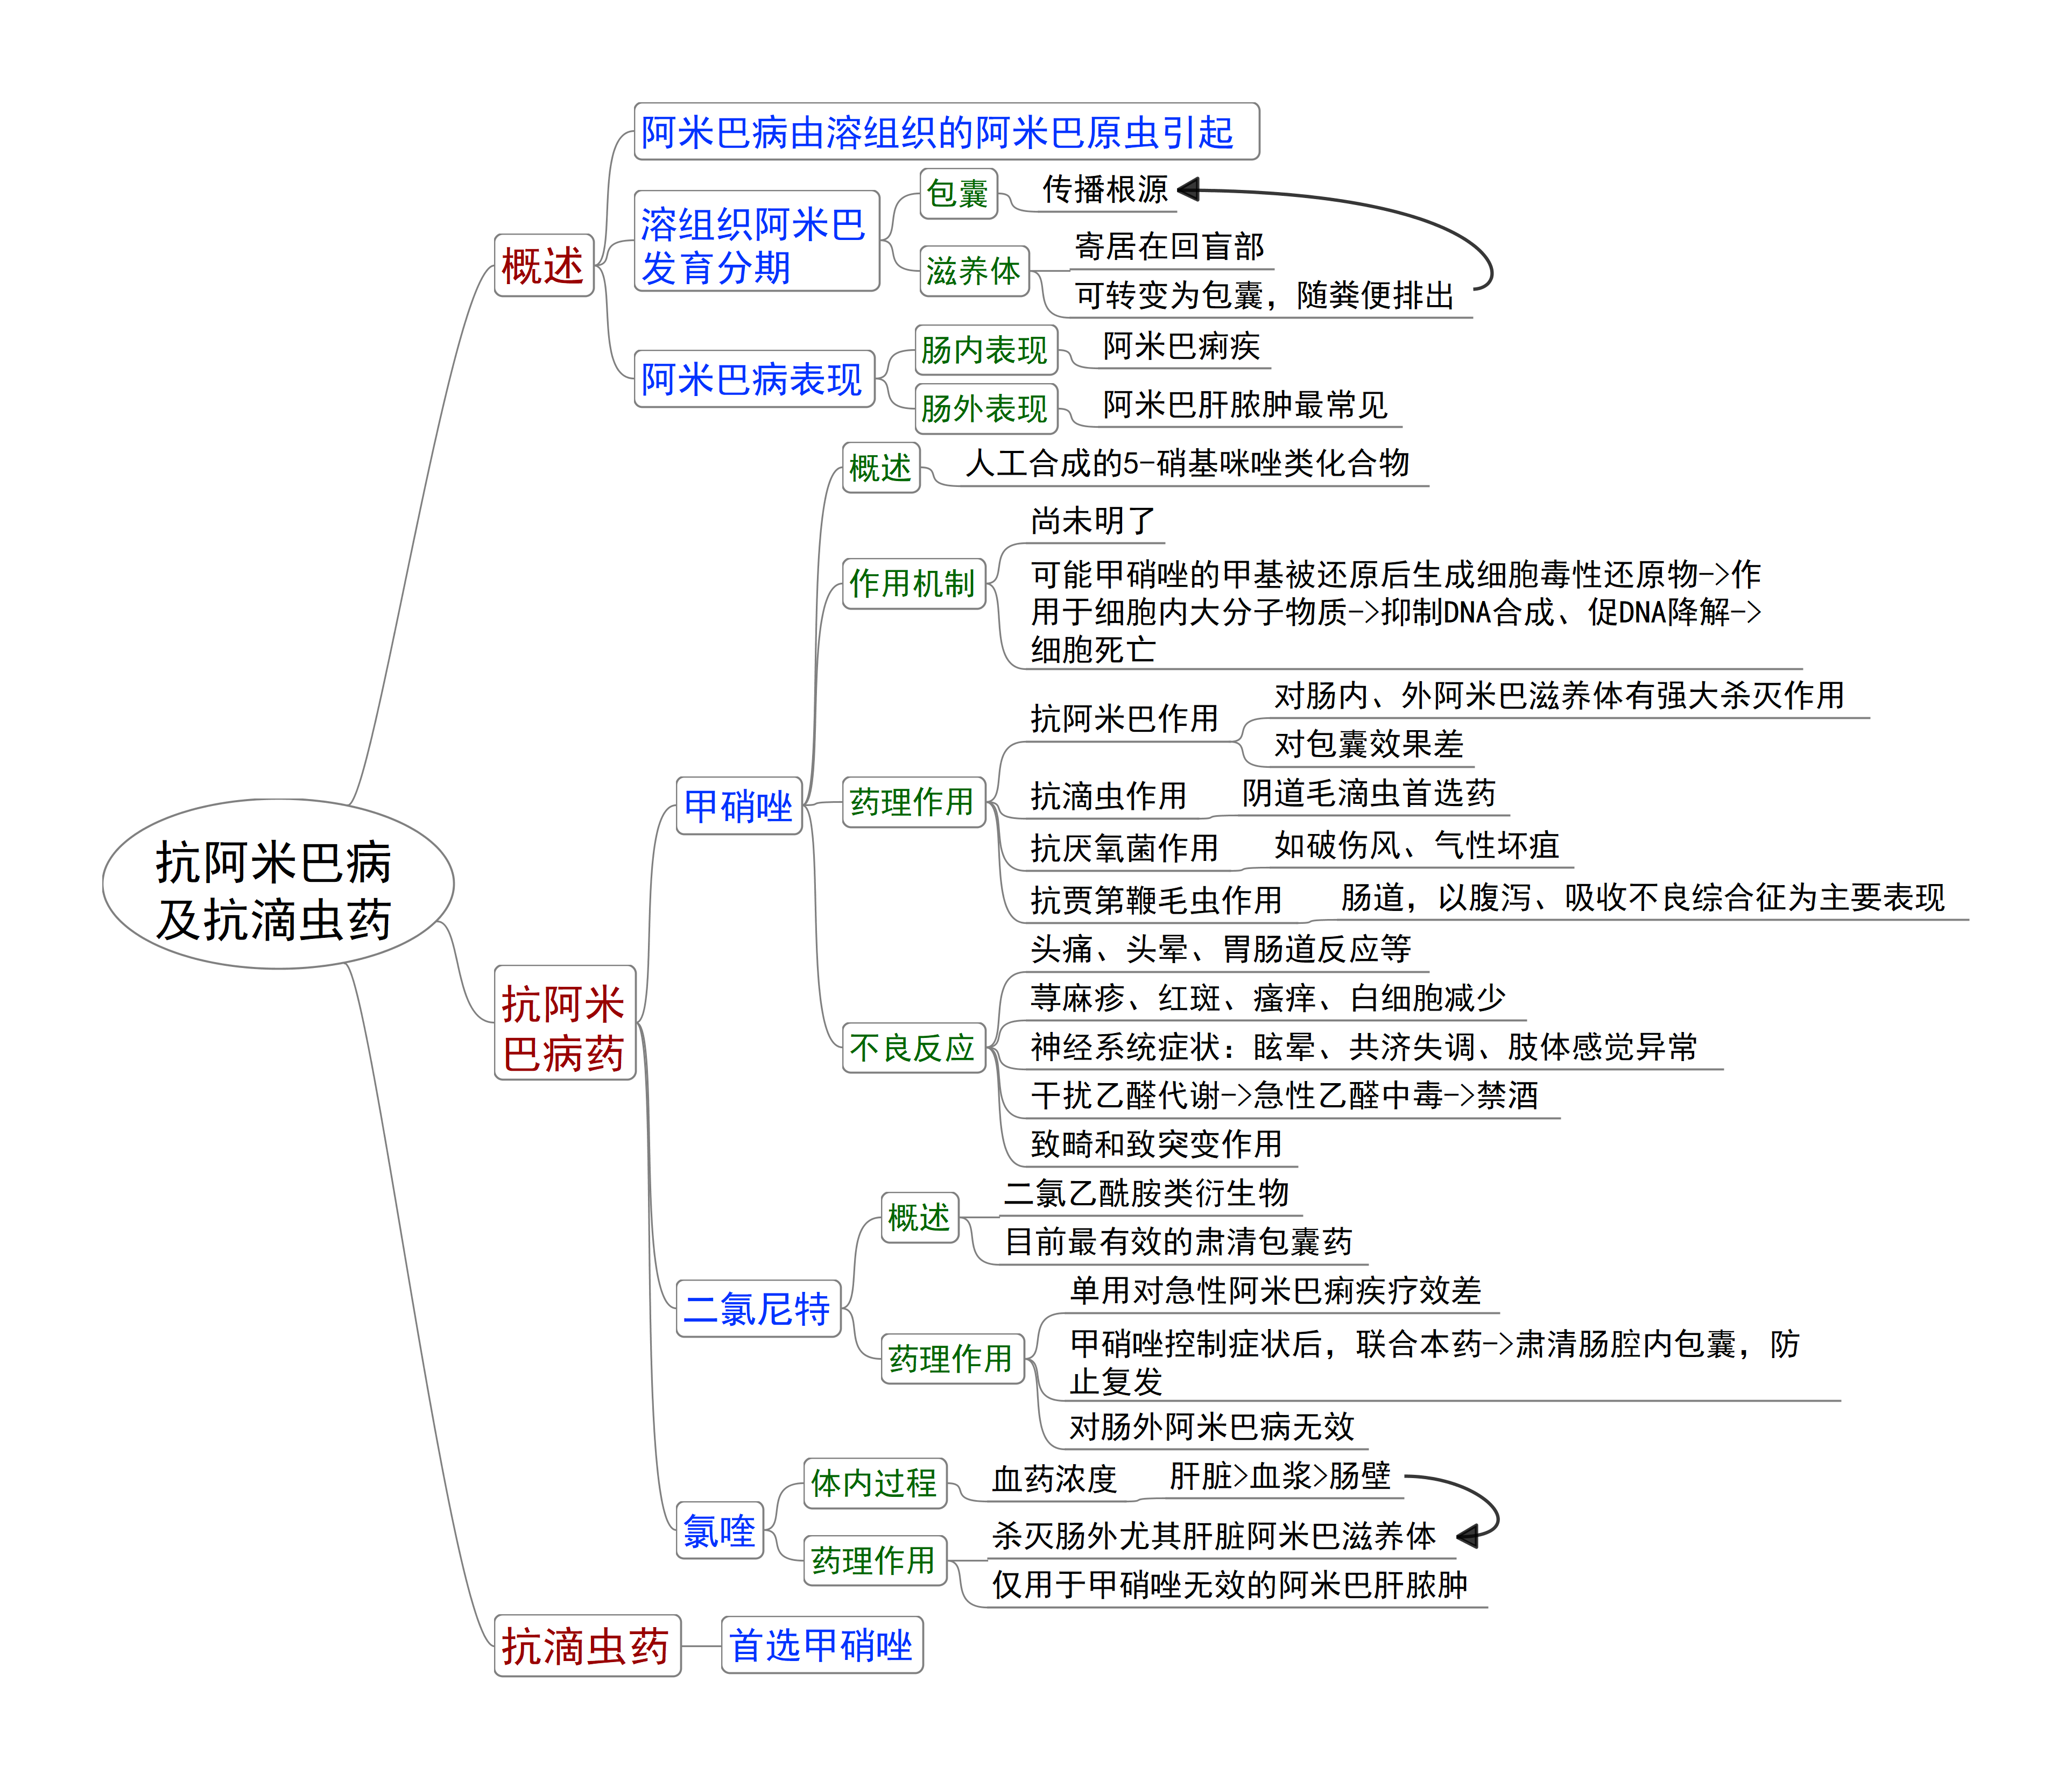 抗阿米巴病
及抗滴虫药
概述
阿米巴病由溶组织的阿米巴原虫引起
溶组织阿米巴
发育分期
包囊
传播根源
滋养体
寄居在回盲部
可转变为包囊，随粪便排出
阿米巴病表现
肠内表现
阿米巴痢疾
肠外表现
阿米巴肝脓肿最常见
抗阿米
巴病药
甲硝唑
概述
人工合成的5-硝基咪唑类化合物
作用机制
尚未明了
可能甲硝唑的甲基被还原后生成细胞毒性还原物->作
用于细胞内大分子物质->抑制DNA合成、促DNA降解->
细胞死亡
药理作用
抗阿米巴作用
对肠内、外阿米巴滋养体有强大杀灭作用
对包囊效果差
抗滴虫作用
阴道毛滴虫首选药
抗厌氧菌作用
如破伤风、气性坏疽
抗贾第鞭毛虫作用
肠道，以腹泻、吸收不良综合征为主要表现
不良反应
头痛、头晕、胃肠道反应等
荨麻疹、红斑、瘙痒、白细胞减少
神经系统症状：眩晕、共济失调、肢体感觉异常
干扰乙醛代谢->急性乙醛中毒->禁酒
致畸和致突变作用
二氯尼特
概述
二氯乙酰胺类衍生物
目前最有效的肃清包囊药
药理作用
单用对急性阿米巴痢疾疗效差
甲硝唑控制症状后，联合本药->肃清肠腔内包囊，防
止复发
对肠外阿米巴病无效
氯喹
体内过程
血药浓度
肝脏>血浆>肠壁
药理作用
杀灭肠外尤其肝脏阿米巴滋养体
仅用于甲硝唑无效的阿米巴肝脓肿
抗滴虫药
首选甲硝唑